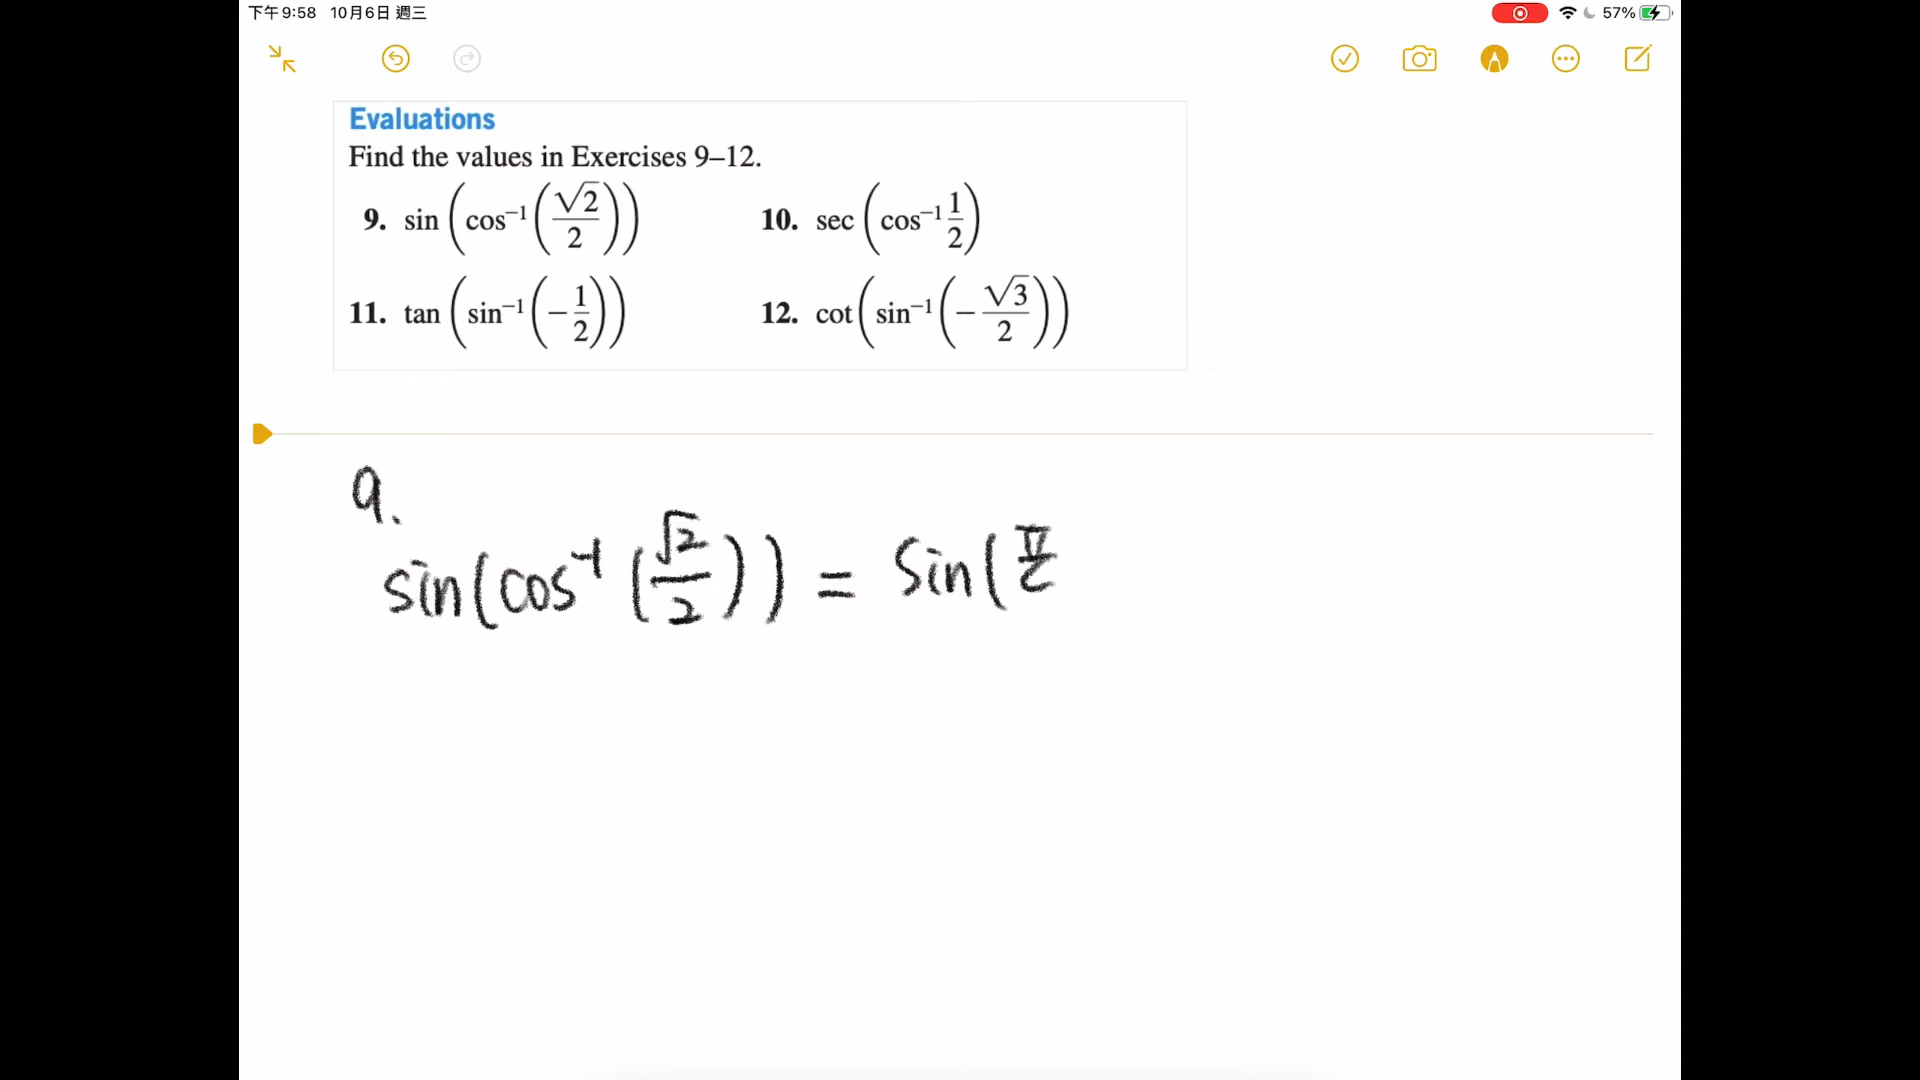 下午9:58 10月6日 週三 57%
Evaluations
Find the values in Exercises 9–12.
9. sin(cos⁻¹(√2/2)) 10. sec(cos⁻¹ 1/2)
11. tan(sin⁻¹(−1/2)) 12. cot(sin⁻¹(−√3/2))
9.
sin(cos⁻¹(√2/2)) = sin(π